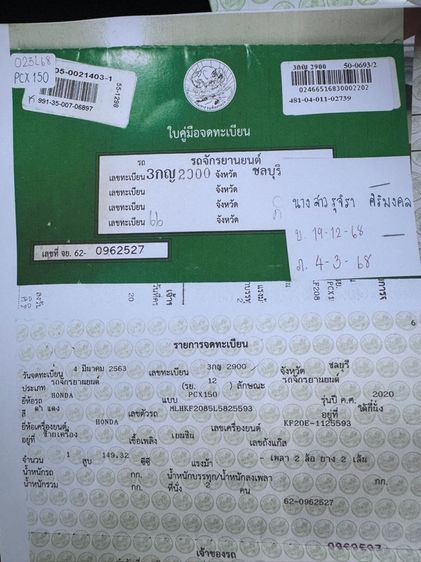 023L68
PCX 150
05-0021403-1
55-1298
991-35-007-06897
3กญ 2900 50-0693/2
02466516830002202
481-04-011-02739
ใบคู่มือจดทะเบียน
รถ รถจักรยานยนต์
เลขทะเบียน 3กญ2900 จังหวัด ชลบุรี
เลขทะเบียน จังหวัด
เลขทะเบียน จังหวัด
เลขทะเบียน จังหวัด
นางสาว รุจิรา ศิริมงคล
ข. 19-12-68
ภ. 4-3-68
เลขที่ จย. 62- 0962527
6
รายการจดทะเบียน
วันจดทะเบียน 4 มีนาคม 2563 เลขทะเบียน 3กญ 2900 จังหวัด ชลบุรี
ประเภท รถจักรยานยนต์ (รย. 12 ) ลักษณะ รถจักรยานยนต์
ยี่ห้อรถ HONDA แบบ PCX150 รุ่นปี ค.ศ. 2020
สี ดำ แดง เลขตัวรถ MLHKF2085L5825593 อยู่ที่ ใต้ที่นั่ง
ยี่ห้อเครื่องยนต์ HONDA เลขเครื่องยนต์ KF20E-1125593
อยู่ที่ ข้างเครื่อง เชื้อเพลิง เบนซิน เลขถังแก๊ส
จำนวน 1 สูบ 149.32 ซีซี แรงม้า - เพลา 2 ล้อ ยาง 2 เส้น
น้ำหนักรถ กก. น้ำหนักบรรทุก/น้ำหนักลงเพลา กก.
น้ำหนักรวม กก. ที่นั่ง 2 คน
62-0962527
0962527
เจ้าของรถ